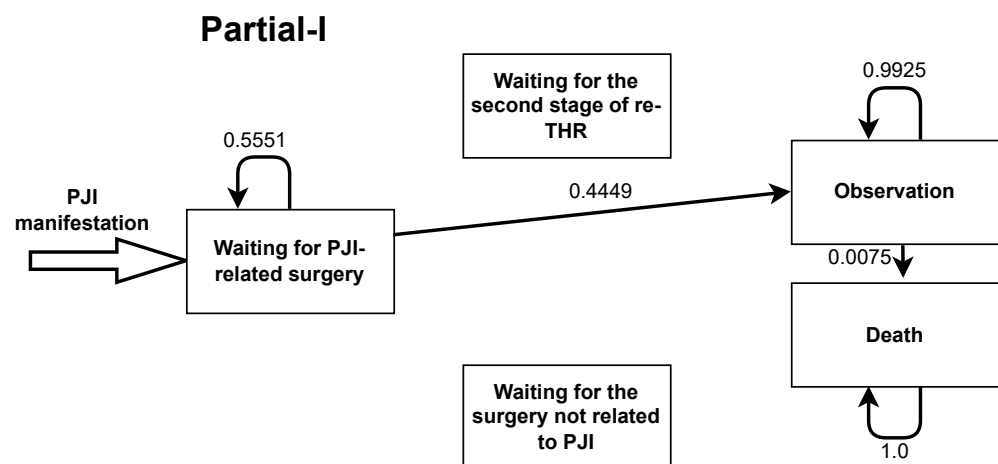 Partial-I
Waiting for the
second stage of re-
THR
0.9925
0.5551
PJI
manifestation
0.4449
Observation
Waiting for PJI-
related surgery
0.0075
Death
Waiting for the
surgery not related
to PJI
1.0